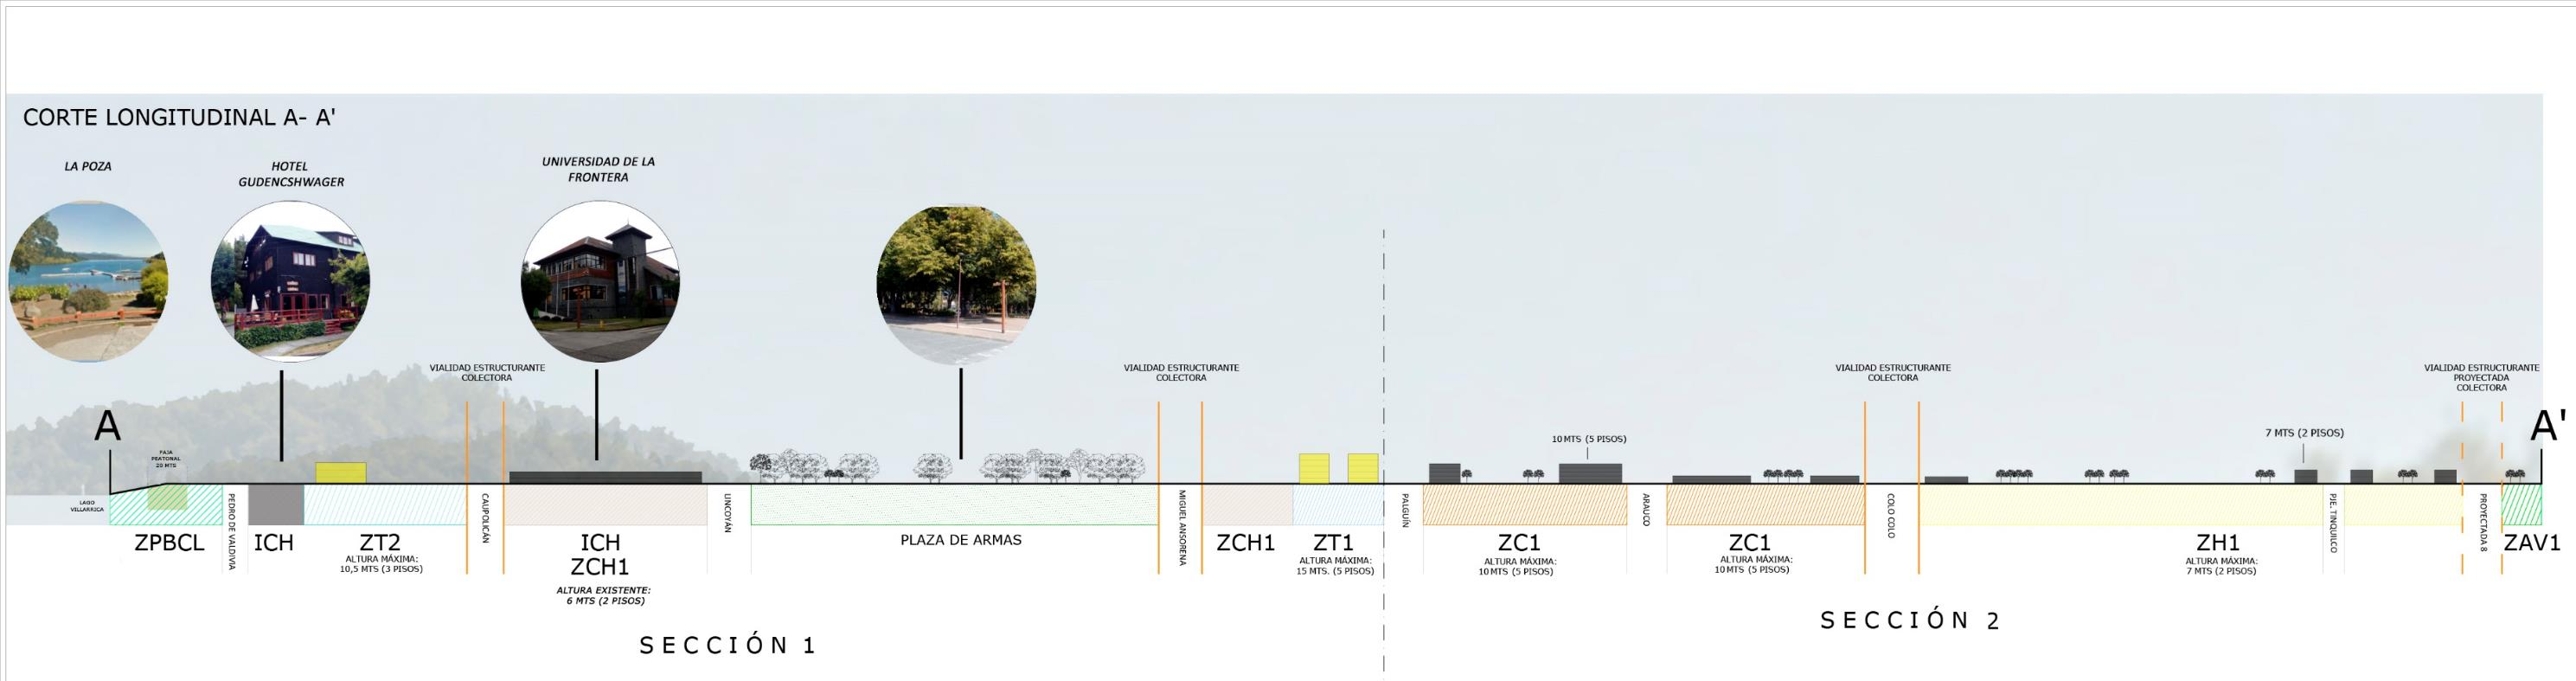 CORTE LONGITUDINAL A- A'
LA POZA
HOTEL
GUDENCSHWAGER
UNIVERSIDAD DE LA
FRONTERA
VIALIDAD ESTRUCTURANTE
COLECTORA
VIALIDAD ESTRUCTURANTE
COLECTORA
VIALIDAD ESTRUCTURANTE
COLECTORA
VIALIDAD ESTRUCTURANTE
PROYECTADA
COLECTORA
A
A'
FAJA
PEATONAL
20 MTS
10 MTS (5 PISOS)
7 MTS (2 PISOS)
LAGO
VILLARRICA
PEDRO DE VALDIVIA
CAUPOLICÁN
LINCOYÁN
MIGUEL ANSORENA
PALGUÍN
ARAUCO
COLO COLO
PJE. TINQUILCO
PROYECTADA 8
ZPBCL
ICH
ZT2
ALTURA MÁXIMA:
10,5 MTS (3 PISOS)
ICH
ZCH1
ALTURA EXISTENTE:
6 MTS (2 PISOS)
PLAZA DE ARMAS
ZCH1
ZT1
ALTURA MÁXIMA:
15 MTS. (5 PISOS)
ZC1
ALTURA MÁXIMA:
10 MTS (5 PISOS)
ZC1
ALTURA MÁXIMA:
10 MTS (5 PISOS)
ZH1
ALTURA MÁXIMA:
7 MTS (2 PISOS)
ZAV1
SECCIÓN 1
SECCIÓN 2